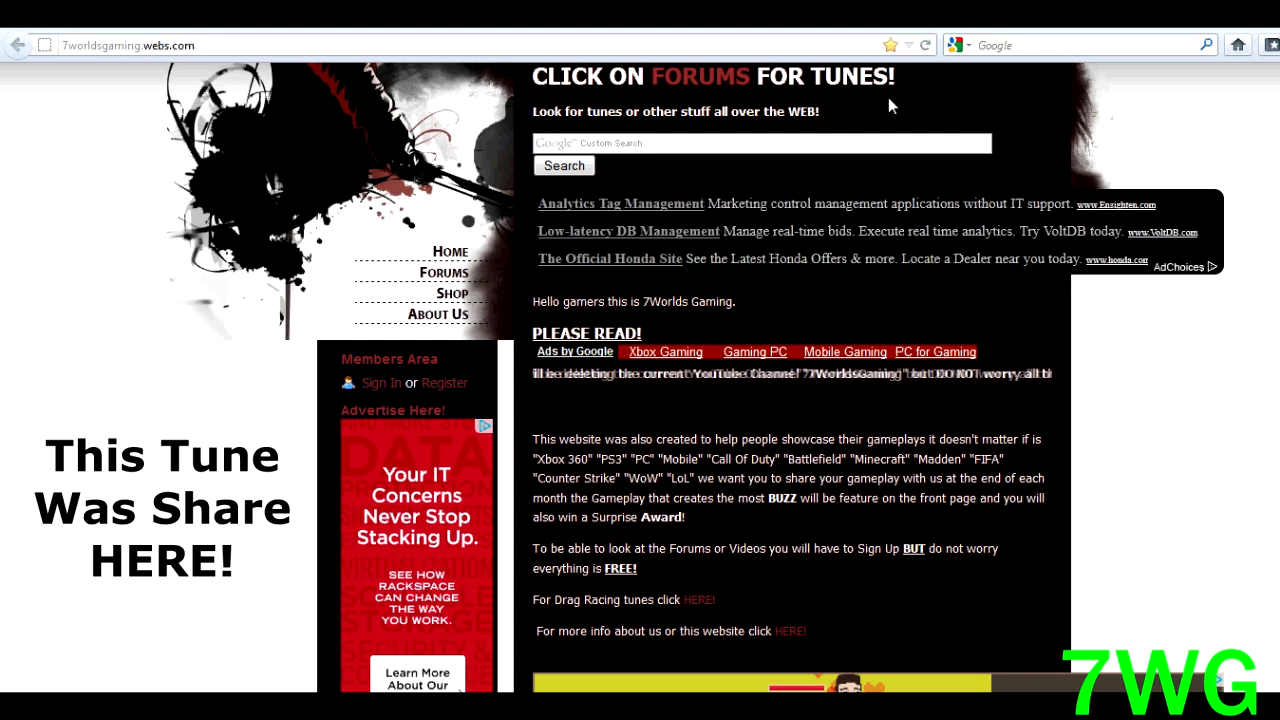 7worldsgaming.webs.com
Google
CLICK ON FORUMS FOR TUNES!
Look for tunes or other stuff all over the WEB!
Google™ Custom Search
Search
Analytics Tag Management Marketing control management applications without IT support. www.Ensighten.com
Low-latency DB Management Manage real-time bids. Execute real time analytics. Try VoltDB today. www.VoltDB.com
The Official Honda Site See the Latest Honda Offers & more. Locate a Dealer near you today. www.honda.com
AdChoices
HOME
FORUMS
SHOP
ABOUT US
Hello gamers this is 7Worlds Gaming.
PLEASE READ!
Ads by Google Xbox Gaming Gaming PC Mobile Gaming PC for Gaming
deleting the current YouTube Channel "7WorldsGaming" but DO NOT worry all
Members Area
Sign In or Register
Advertise Here!
Your IT
Concerns
Never Stop
Stacking Up.
SEE HOW
RACKSPACE
CAN CHANGE
THE WAY
YOU WORK.
Learn More
About Our
This Tune
Was Share
HERE!
This website was also created to help people showcase their gameplays it doesn't matter if is
"Xbox 360" "PS3" "PC" "Mobile" "Call Of Duty" "Battlefield" "Minecraft" "Madden" "FIFA"
"Counter Strike" "WoW" "LoL" we want you to share your gameplay with us at the end of each
month the Gameplay that creates the most BUZZ will be feature on the front page and you will
also win a Surprise Award!
To be able to look at the Forums or Videos you will have to Sign Up BUT do not worry
everything is FREE!
For Drag Racing tunes click HERE!
For more info about us or this website click HERE!
7WG